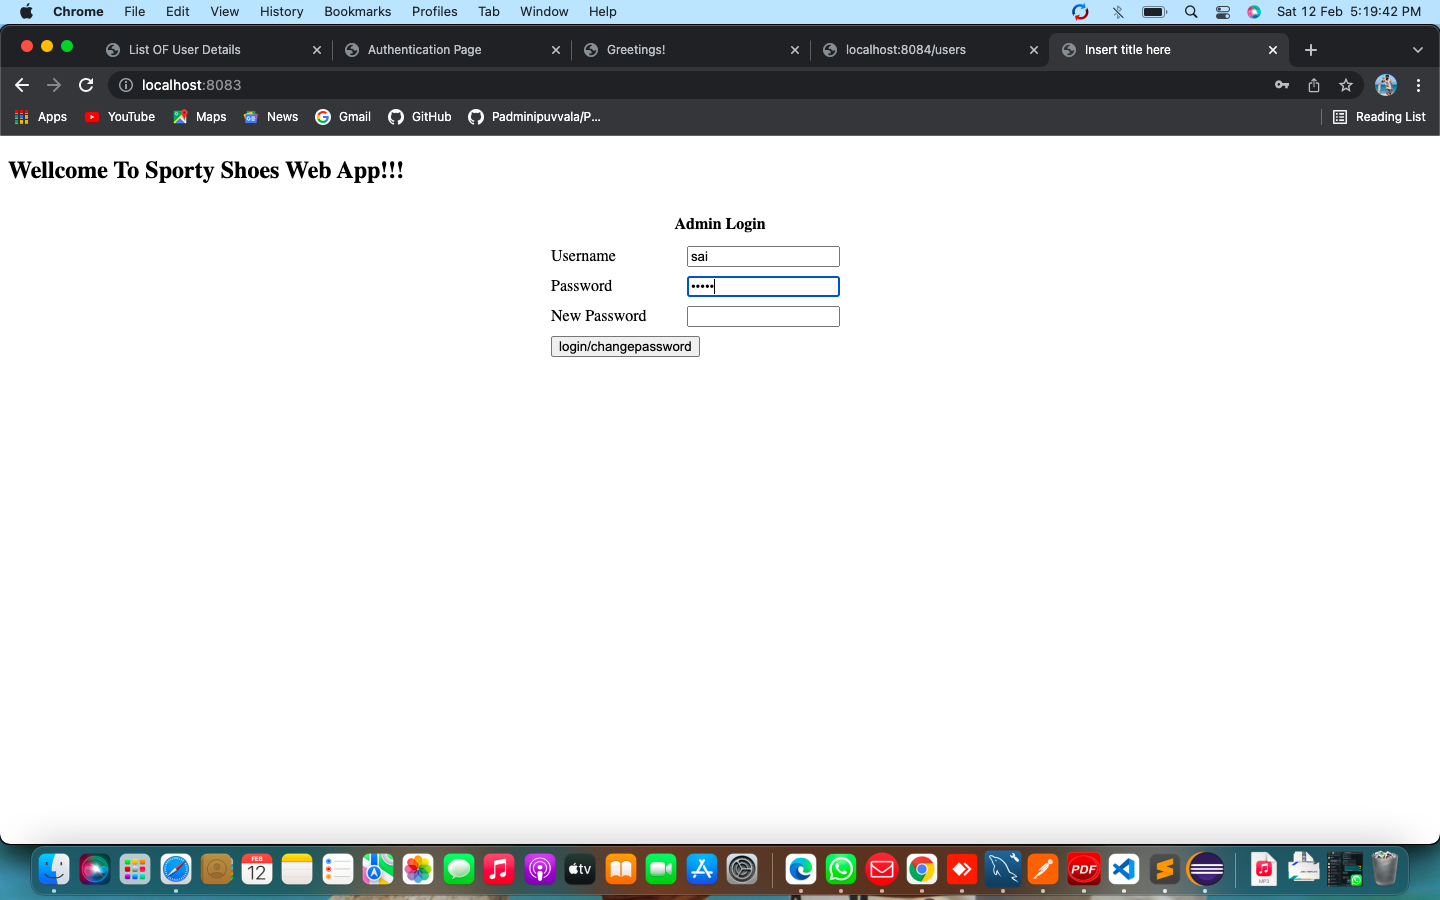 Chrome File Edit View History Bookmarks Profiles Tab Window Help Sat 12 Feb 5:19:42 PM
List OF User Details Authentication Page Greetings! localhost:8084/users Insert title here
localhost:8083
Apps YouTube Maps News Gmail GitHub Padminipuvvala/P... Reading List
Wellcome To Sporty Shoes Web App!!!
Admin Login
Username sai
Password •••••
New Password
login/changepassword
FEB
12
tv
PDF
MP3